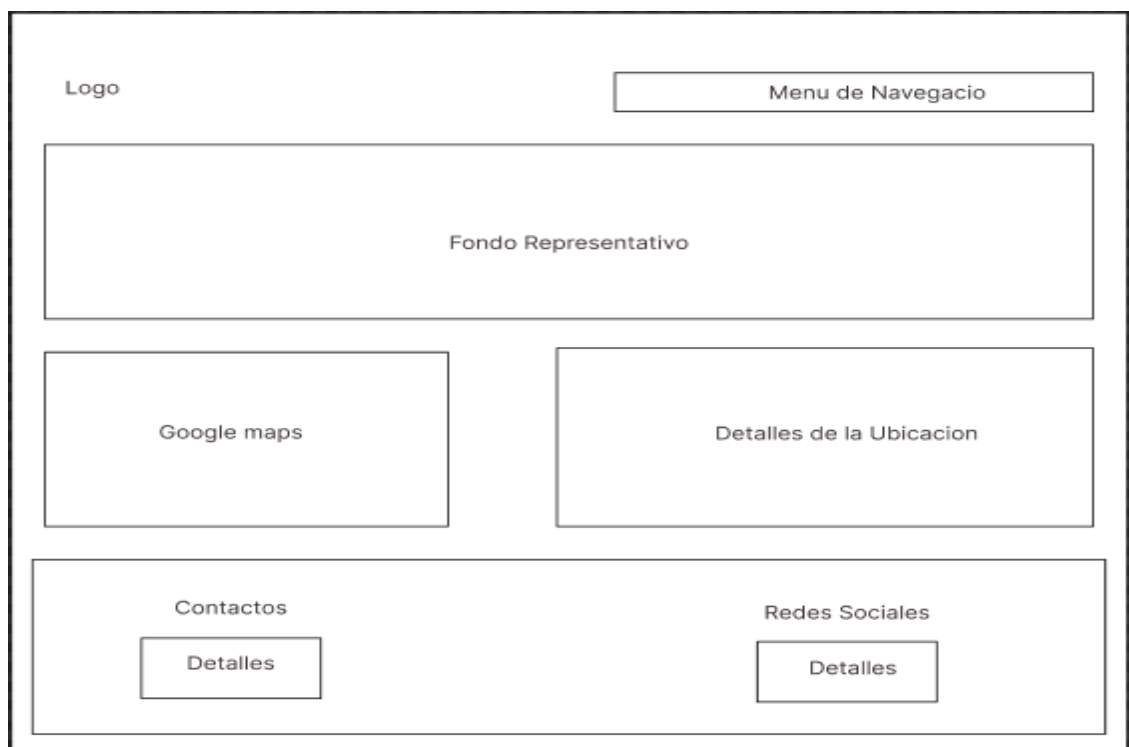 Logo
Menu de Navegacio
Fondo Representativo
Google maps
Detalles de la Ubicacion
Contactos
Redes Sociales
Detalles
Detalles